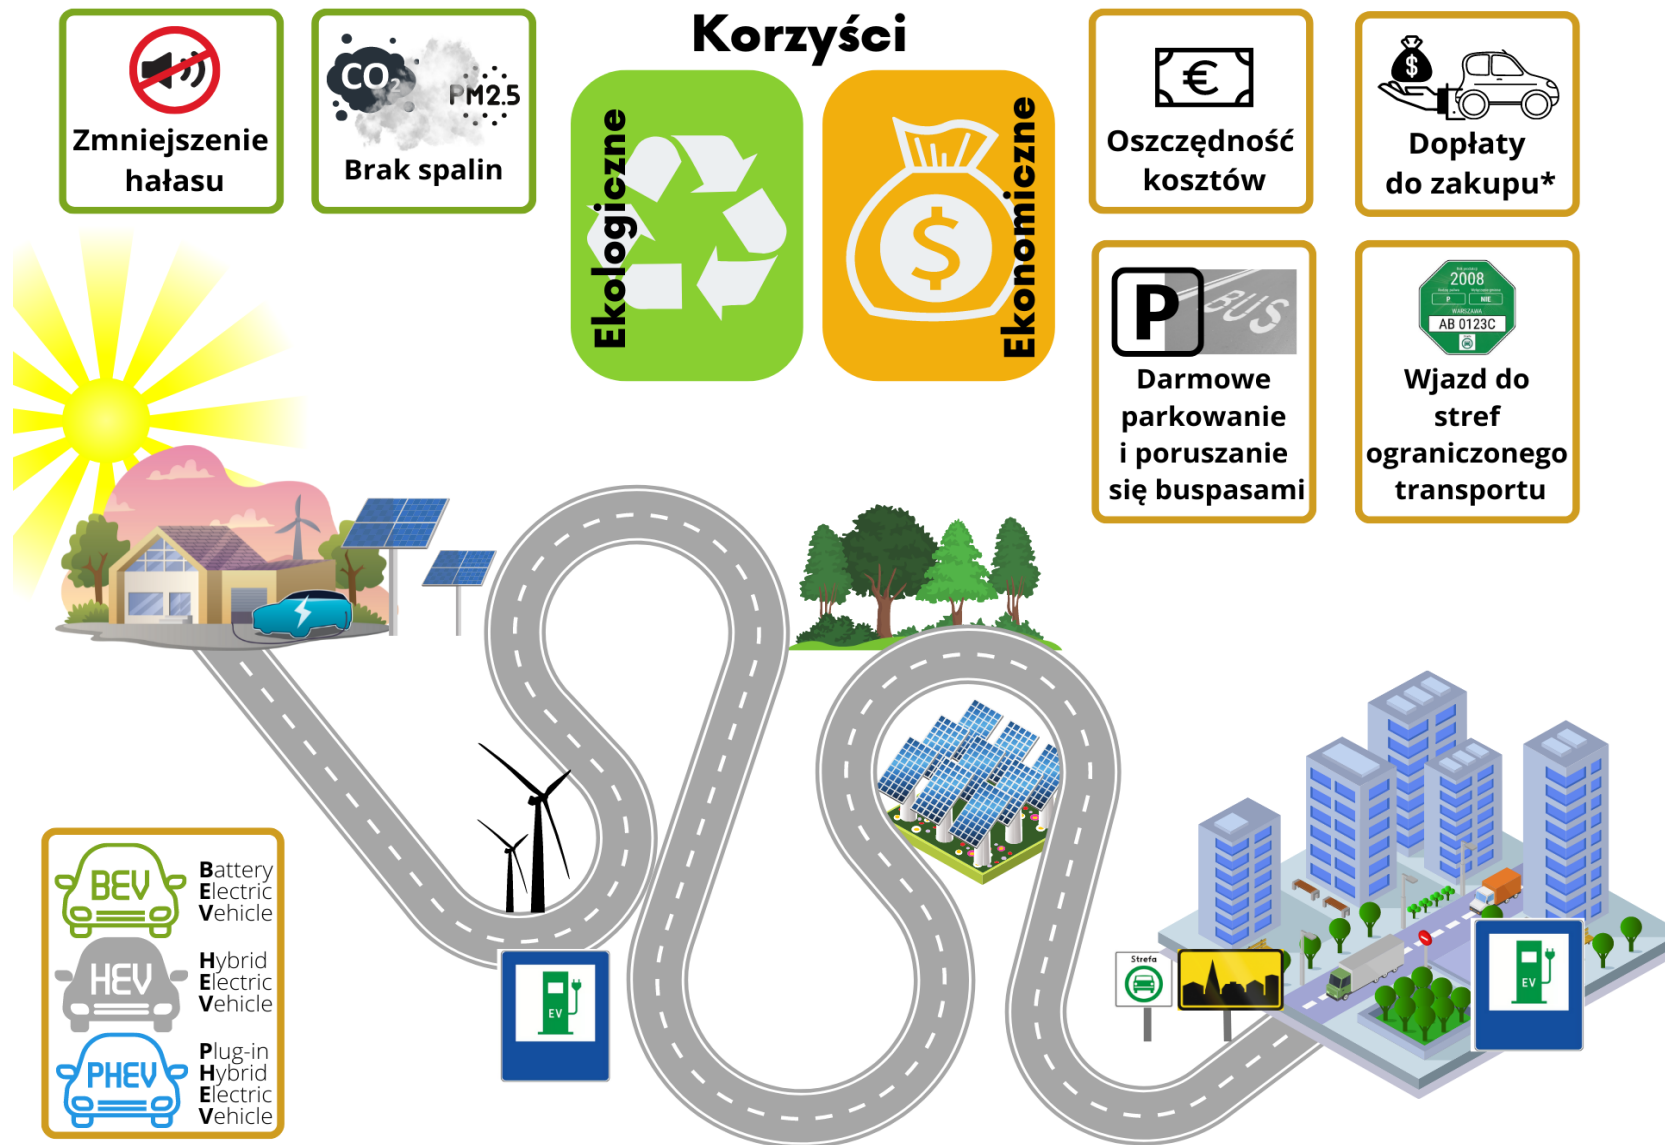 Korzyści
Zmniejszenie
hałasu
CO2
PM2.5
Brak spalin
Ekologiczne
Ekonomiczne
$
€
Oszczędność
kosztów
$
Dopłaty
do zakupu*
P
BUS
Darmowe
parkowanie
i poruszanie
się buspasami
2008
P NIE
WARSZAWA
AB 0123C
Wjazd do
stref
ograniczonego
transportu
BEV
Battery
Electric
Vehicle
HEV
Hybrid
Electric
Vehicle
PHEV
Plug-in
Hybrid
Electric
Vehicle
EV
Strefa
EV